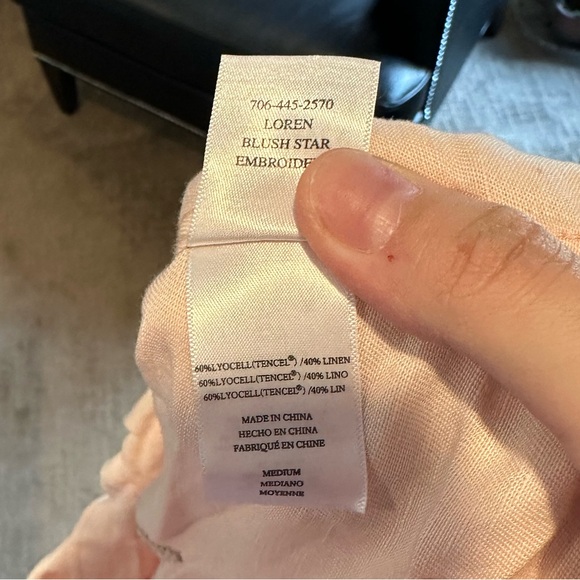 706-445-2570
LOREN
BLUSH STAR
60%LYOCELL(TENCEL®) /40% LINEN
60%LYOCELL(TENCEL®) /40% LINO
60%LYOCELL(TENCEL®) /40% LIN
MADE IN CHINA
HECHO EN CHINA
FABRIQUÉ EN CHINE
MEDIUM
MEDIANO
MOYENNE